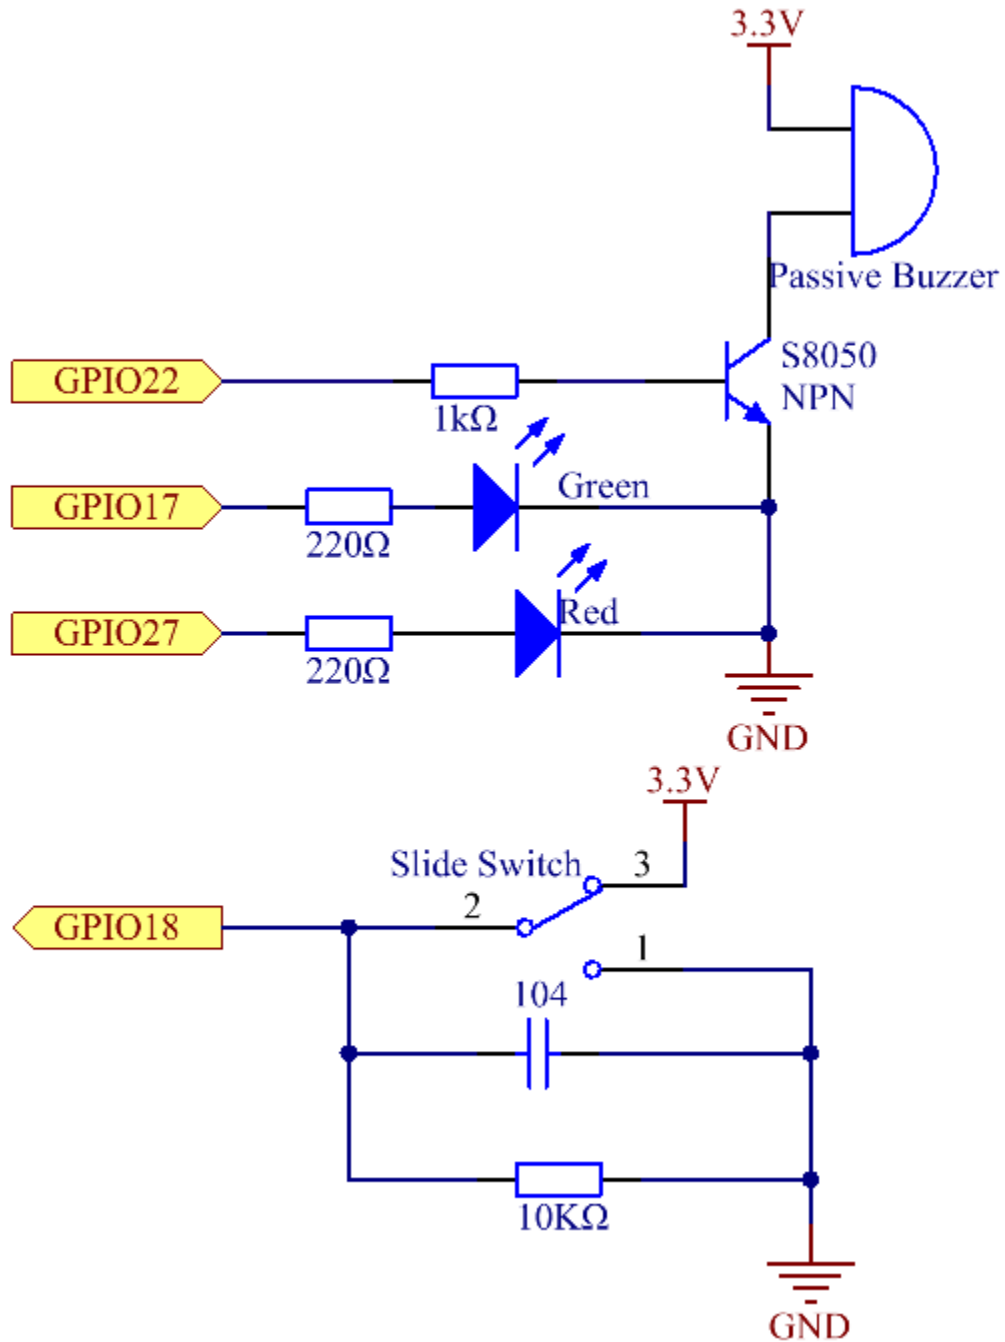 3.3V
Passive Buzzer
S8050
NPN
GPIO22
1kΩ
Green
GPIO17
220Ω
Red
GPIO27
220Ω
GND
3.3V
Slide Switch
3
2
GPIO18
1
104
10KΩ
GND